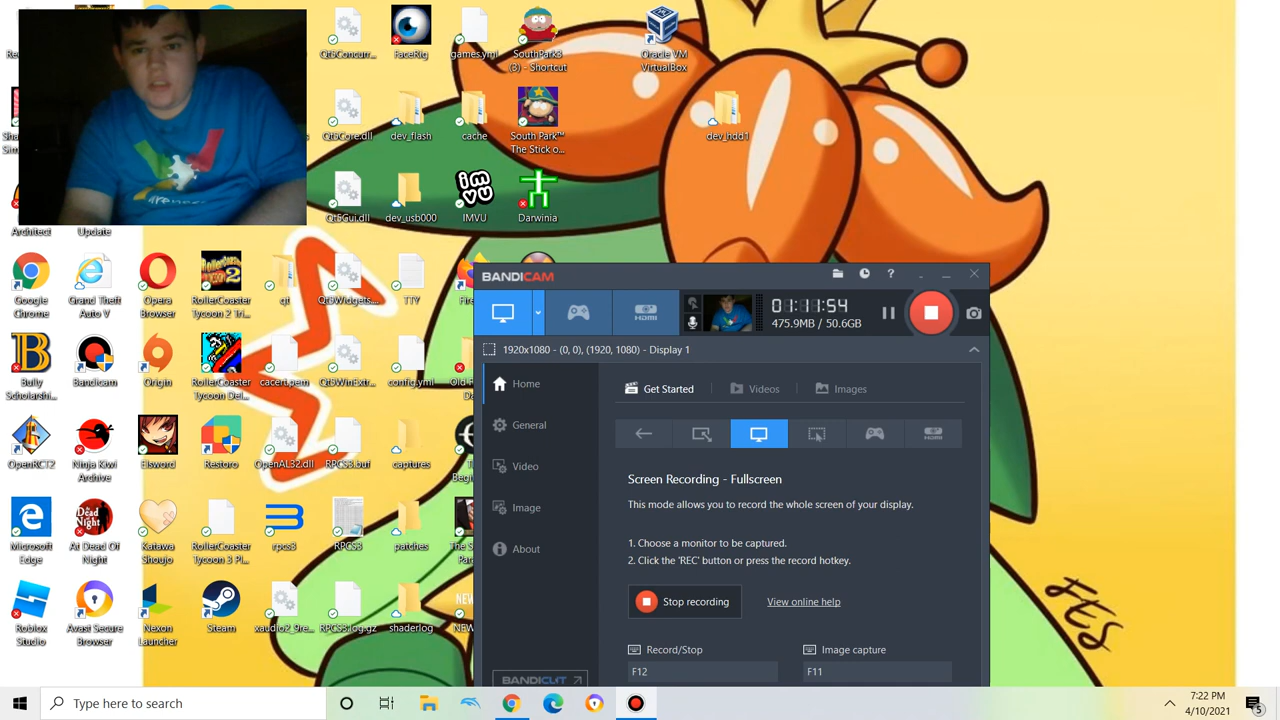 Qt5Concurr...
FaceRig
games.yml
SouthPark3
(3) - Shortcut
Oracle VM
VirtualBox
Qt5Core.dll
dev_flash
cache
South Park™
The Stick o...
dev_hdd1
Qt5Gui.dll
dev_usb000
IMVU
Darwinia
Architect
Update
Google
Chrome
Grand Theft
Auto V
Opera
Browser
RollerCoaster
Tycoon 2 Tri...
qt
Qt5Widgets....
TTY
Bully
Scholarshi...
Bandicam
Origin
RollerCoaster
Tycoon Del...
cacert.pem
Qt5WinExtr...
config.yml
OpenRCT2
Ninja Kiwi
Archive
Elsword
Restoro
OpenAL32.dll
RPCS3.buf
captures
Microsoft
Edge
At Dead Of
Night
Katawa
Shoujo
RollerCoaster
Tycoon 3 Pl...
rpcs3
RPCS3
patches
Roblox
Studio
Avast Secure
Browser
Nexon
Launcher
Steam
xaudio2_9re...
RPCS3.log.gz
shaderlog
BANDICAM
01:11:54
475.9MB / 50.6GB
1920x1080 - (0, 0), (1920, 1080) - Display 1
Home
General
Video
Image
About
Get Started
Videos
Images
Screen Recording - Fullscreen
This mode allows you to record the whole screen of your display.
1. Choose a monitor to be captured.
2. Click the 'REC' button or press the record hotkey.
Stop recording
View online help
Record/Stop
F12
Image capture
F11
BANDICUT
FES
Type here to search
7:22 PM
4/10/2021
5